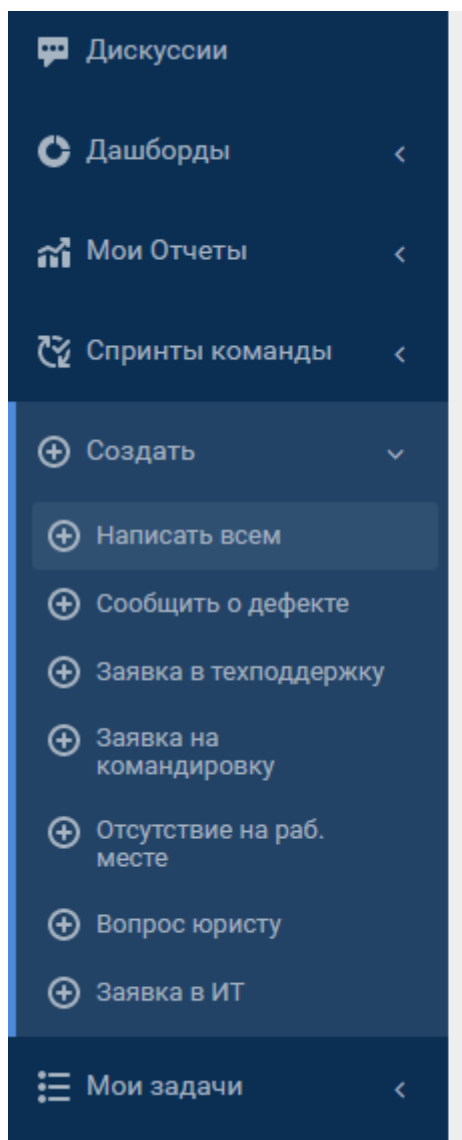 Дискуссии
Дашборды
Мои Отчеты
Спринты команды
Создать
Написать всем
Сообщить о дефекте
Заявка в техподдержку
Заявка на
командировку
Отсутствие на раб.
месте
Вопрос юристу
Заявка в ИТ
Мои задачи